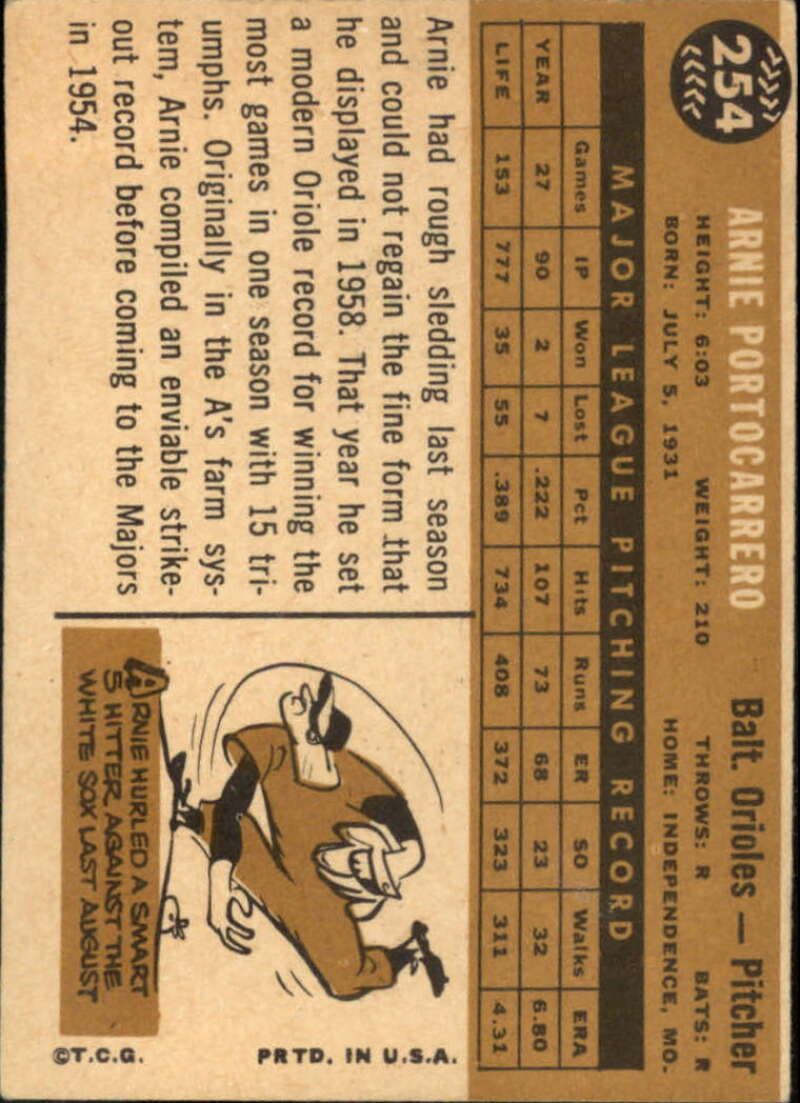 254
ARNIE PORTOCARRERO Balt. Orioles — Pitcher
HEIGHT: 6:03 WEIGHT: 210 THROWS: R BATS: R
BORN: JULY 5, 1931 HOME: INDEPENDENCE, MO.
MAJOR LEAGUE PITCHING RECORD
Games IP Won Lost Pct Hits Runs ER SO Walks ERA
YEAR 27 90 2 7 .222 107 73 68 23 32 6.80
LIFE 153 777 35 55 .389 734 408 372 323 311 4.31
Arnie had rough sledding last season
and could not regain the fine form that
he displayed in 1958. That year he set
a modern Oriole record for winning the
most games in one season with 15 tri-
umphs. Originally in the A's farm sys-
tem, Arnie compiled an enviable strike-
out record before coming to the Majors
in 1954.
ARNIE HURLED A SMART
5 HITTER AGAINST THE
WHITE SOX LAST AUGUST
PRTD. IN U.S.A.
©T.C.G.